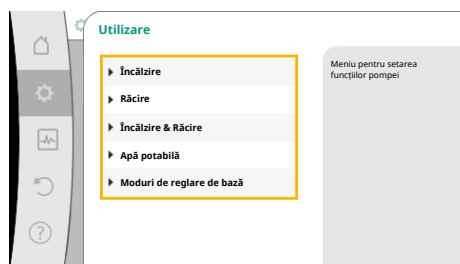 Utilizare
Încălzire
Răcire
Încălzire & Răcire
Apă potabilă
Moduri de reglare de bază
Meniu pentru setarea
funcțiilor pompei